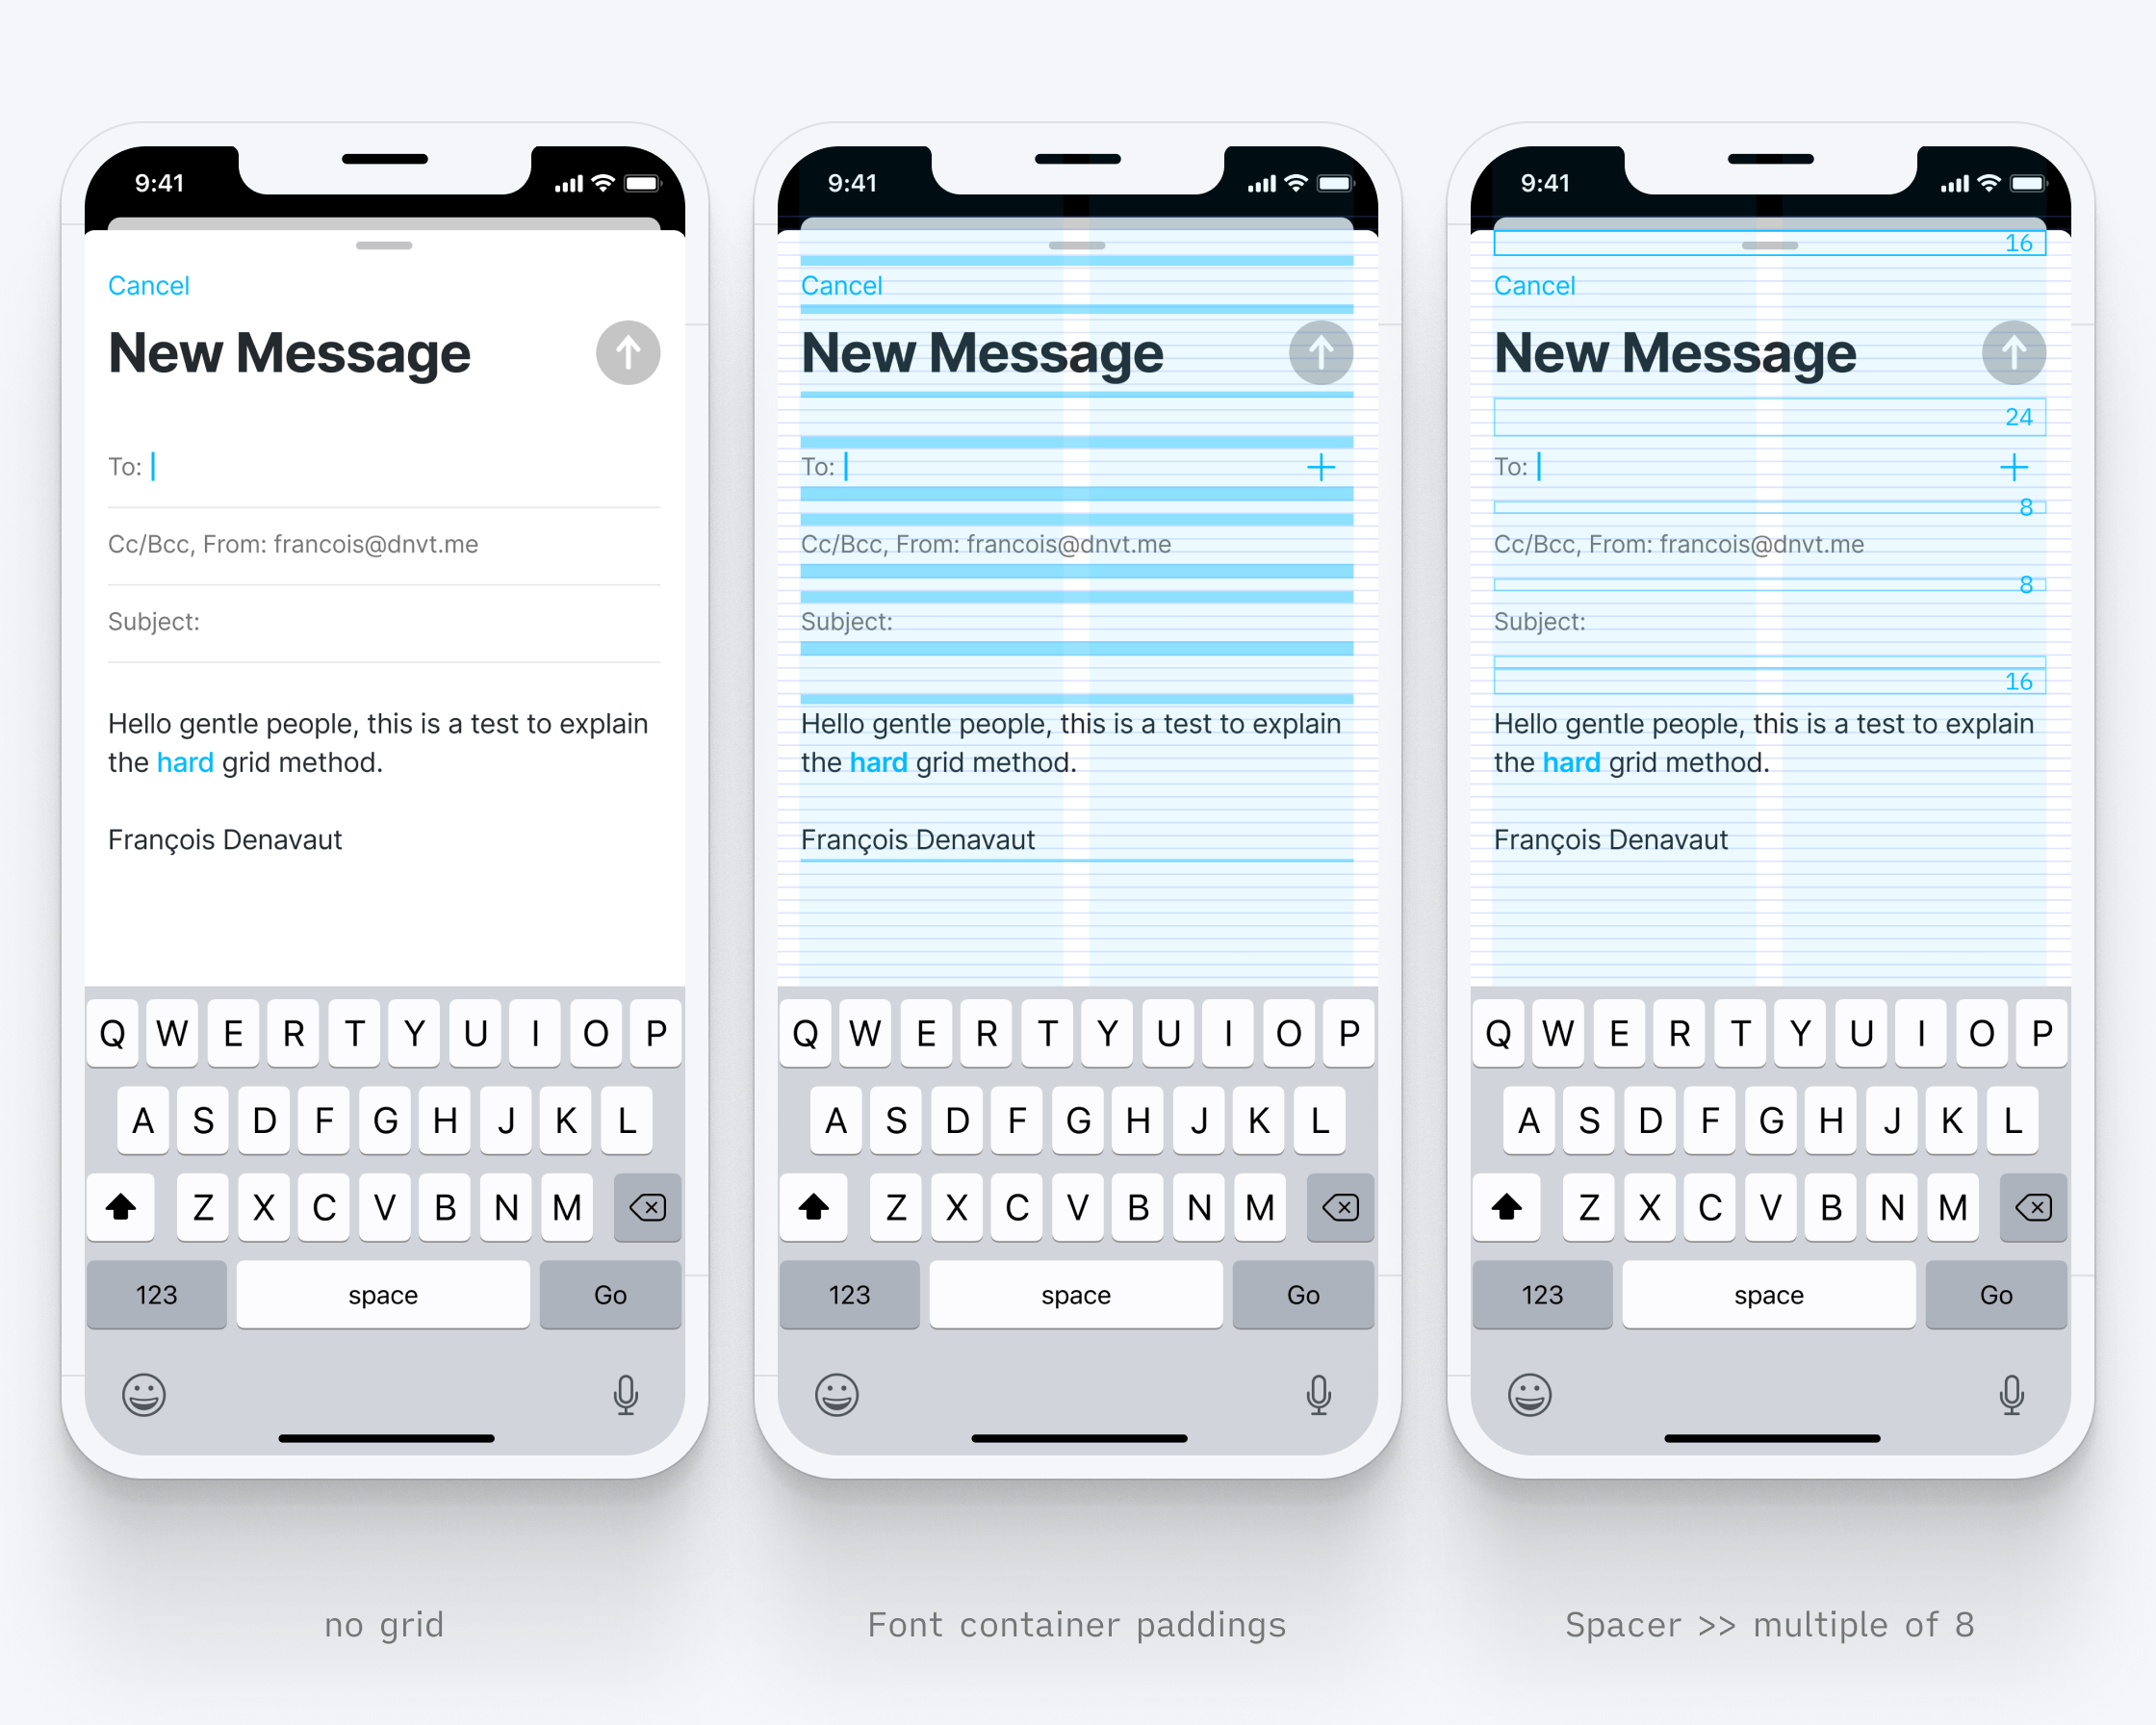 9:41
Cancel
New Message
To:
Cc/Bcc, From: francois@dnvt.me
Subject:
Hello gentle people, this is a test to explain
the hard grid method.
François Denavaut
Q W E R T Y U I O P
A S D F G H J K L
Z X C V B N M
123 space Go
no grid
9:41
Cancel
New Message
To:
Cc/Bcc, From: francois@dnvt.me
Subject:
Hello gentle people, this is a test to explain
the hard grid method.
François Denavaut
Q W E R T Y U I O P
A S D F G H J K L
Z X C V B N M
123 space Go
Font container paddings
9:41
16
Cancel
New Message
24
To:
8
Cc/Bcc, From: francois@dnvt.me
8
Subject:
16
Hello gentle people, this is a test to explain
the hard grid method.
François Denavaut
Q W E R T Y U I O P
A S D F G H J K L
Z X C V B N M
123 space Go
Spacer >> multiple of 8